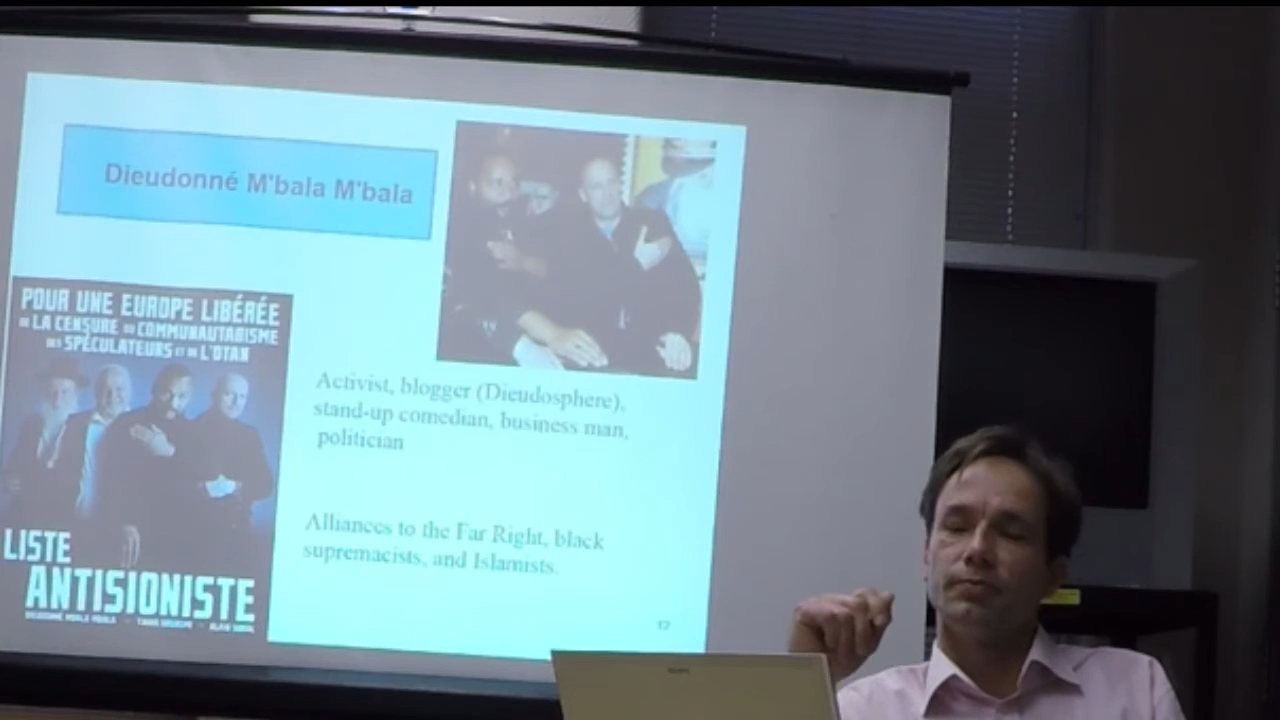 Dieudonné M'bala M'bala
POUR UNE EUROPE LIBÉRÉE
DE LA CENSURE DU COMMUNAUTARISME
DES SPÉCULATEURS ET DE L'OTAN
LISTE
ANTISIONISTE
Activist, blogger (Dieudosphere),
stand-up comedian, business man,
politician
Alliances to the Far Right, black
supremacists, and Islamists.